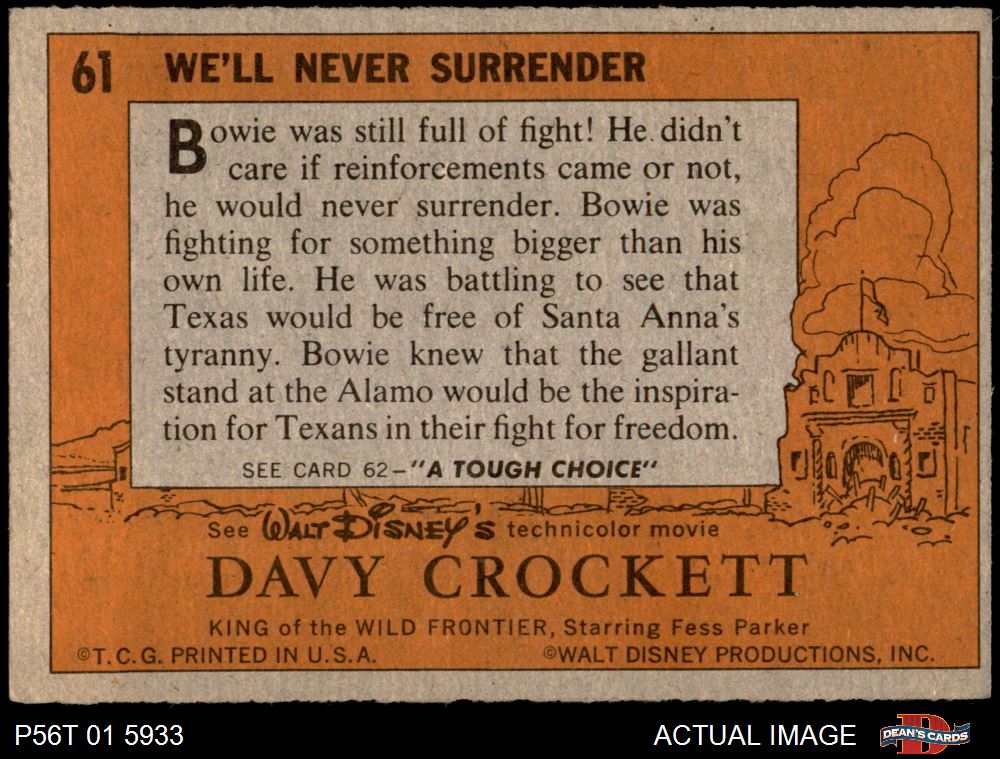 61 WE'LL NEVER SURRENDER
Bowie was still full of fight! He didn't
care if reinforcements came or not,
he would never surrender. Bowie was
fighting for something bigger than his
own life. He was battling to see that
Texas would be free of Santa Anna's
tyranny. Bowie knew that the gallant
stand at the Alamo would be the inspira-
tion for Texans in their fight for freedom.
SEE CARD 62–"A TOUGH CHOICE"
See WALT DISNEY'S technicolor movie
DAVY CROCKETT
KING of the WILD FRONTIER, Starring Fess Parker
©T.C.G. PRINTED IN U.S.A. ©WALT DISNEY PRODUCTIONS, INC.
P56T 01 5933 ACTUAL IMAGE D DEAN'S CARDS